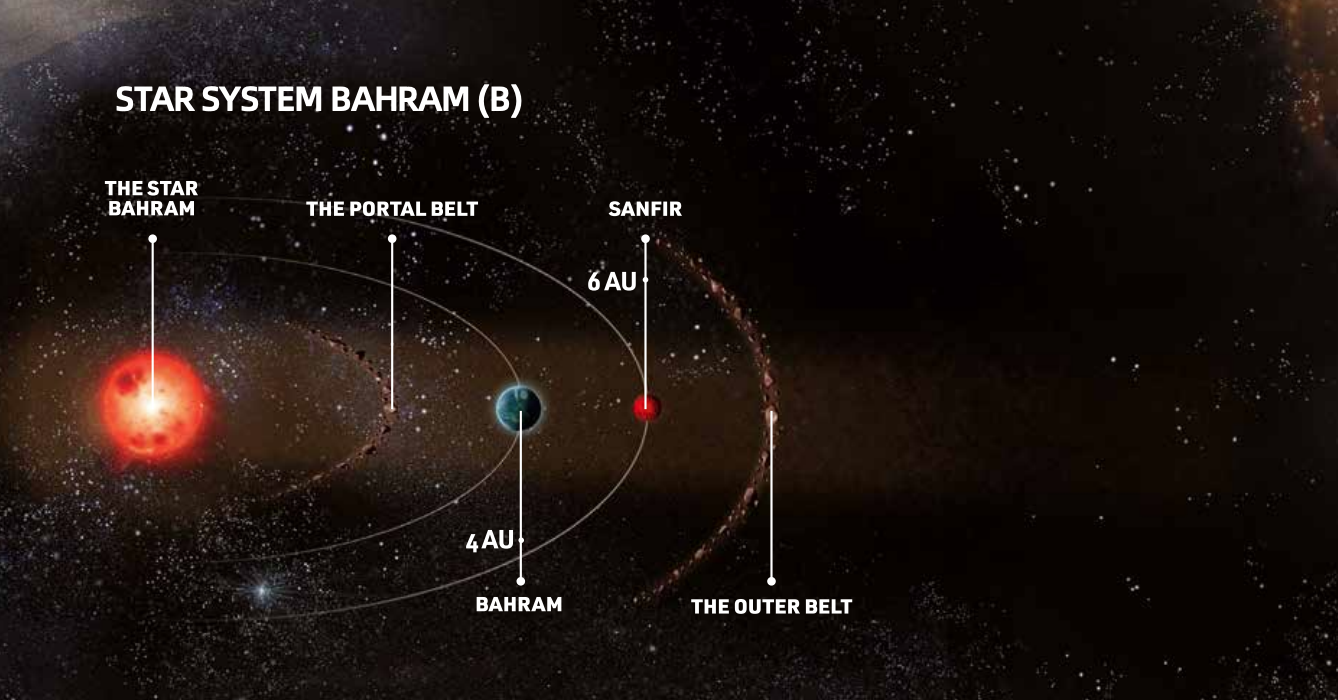 STAR SYSTEM BAHRAM (B)
THE STAR
BAHRAM
THE PORTAL BELT
SANFIR
6 AU
4 AU
BAHRAM
THE OUTER BELT